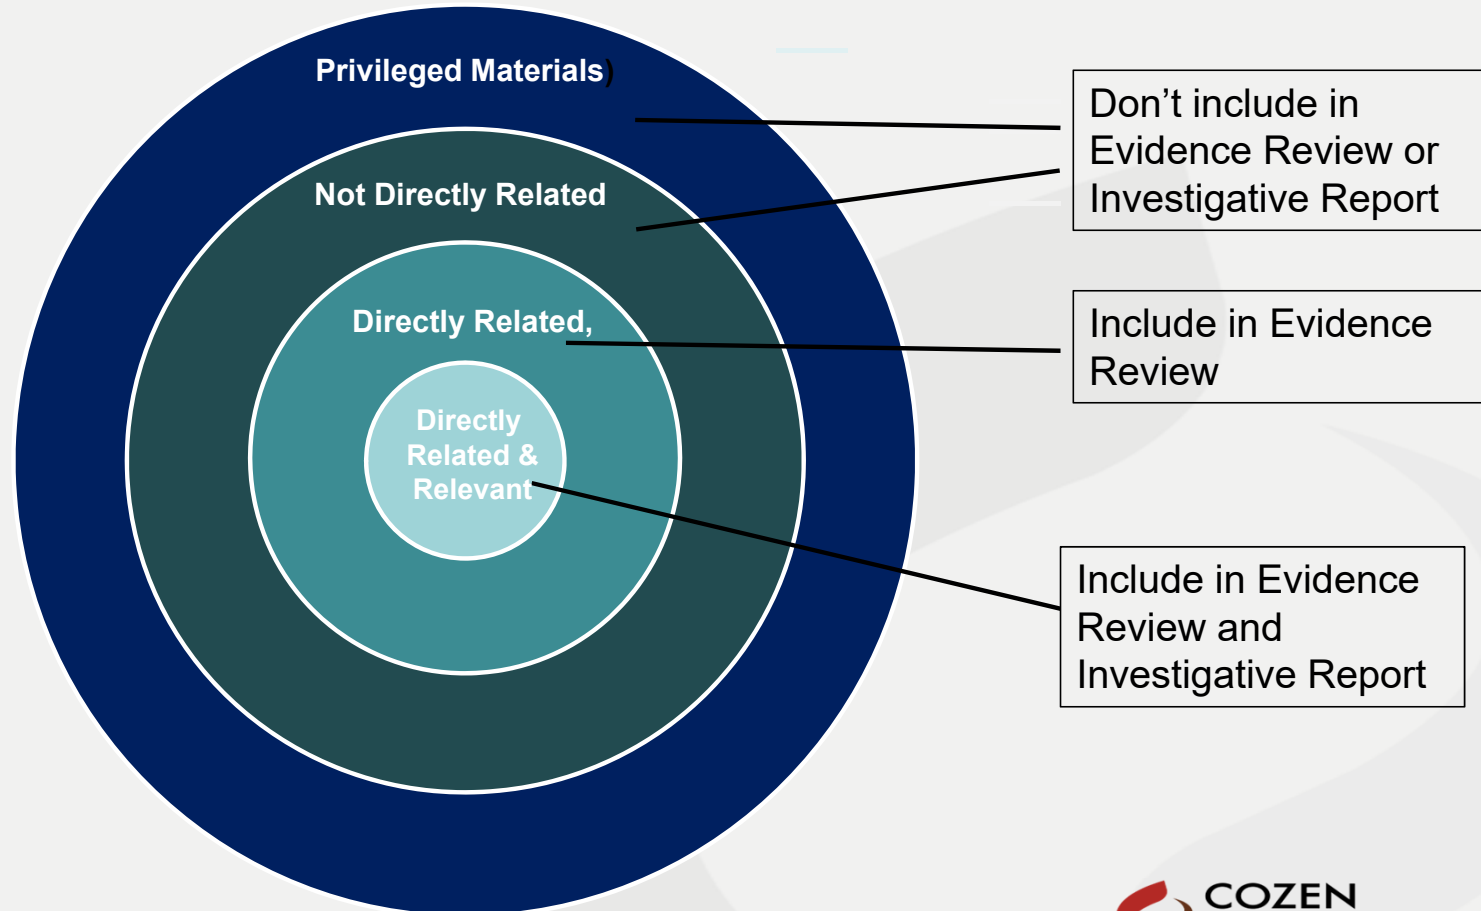 Privileged Materials)
Not Directly Related
Directly Related,
Directly
Related &
Relevant
Don’t include in
Evidence Review or
Investigative Report
Include in Evidence
Review
Include in Evidence
Review and
Investigative Report
COZEN